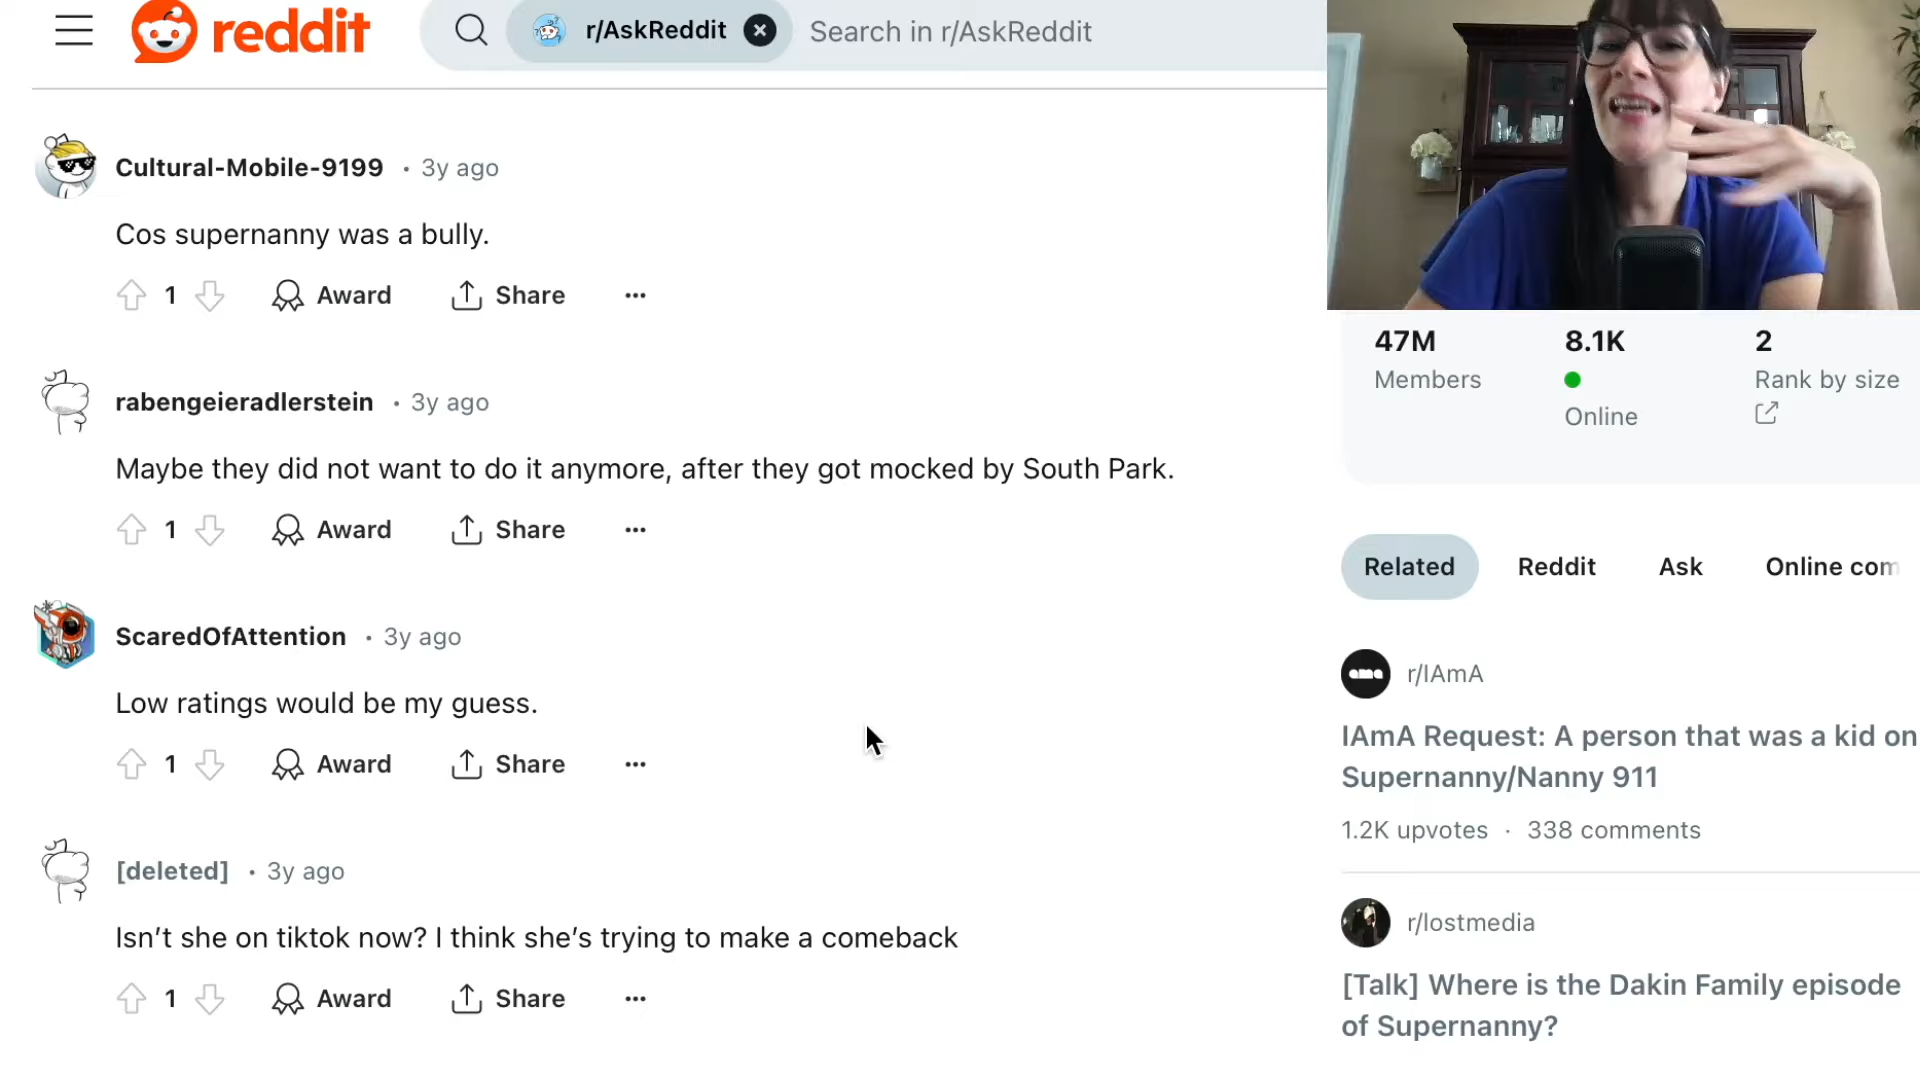 reddit
r/AskReddit
Search in r/AskReddit
Cultural-Mobile-9199 • 3y ago
Cos supernanny was a bully.
1 Award Share
rabengeieradlerstein • 3y ago
Maybe they did not want to do it anymore, after they got mocked by South Park.
1 Award Share
ScaredOfAttention • 3y ago
Low ratings would be my guess.
1 Award Share
[deleted] • 3y ago
Isn’t she on tiktok now? I think she’s trying to make a comeback
1 Award Share
47M 8.1K 2
Members Online Rank by size
Related Reddit Ask Online com
ama r/IAmA
IAmA Request: A person that was a kid on
Supernanny/Nanny 911
1.2K upvotes · 338 comments
r/lostmedia
[Talk] Where is the Dakin Family episode
of Supernanny?